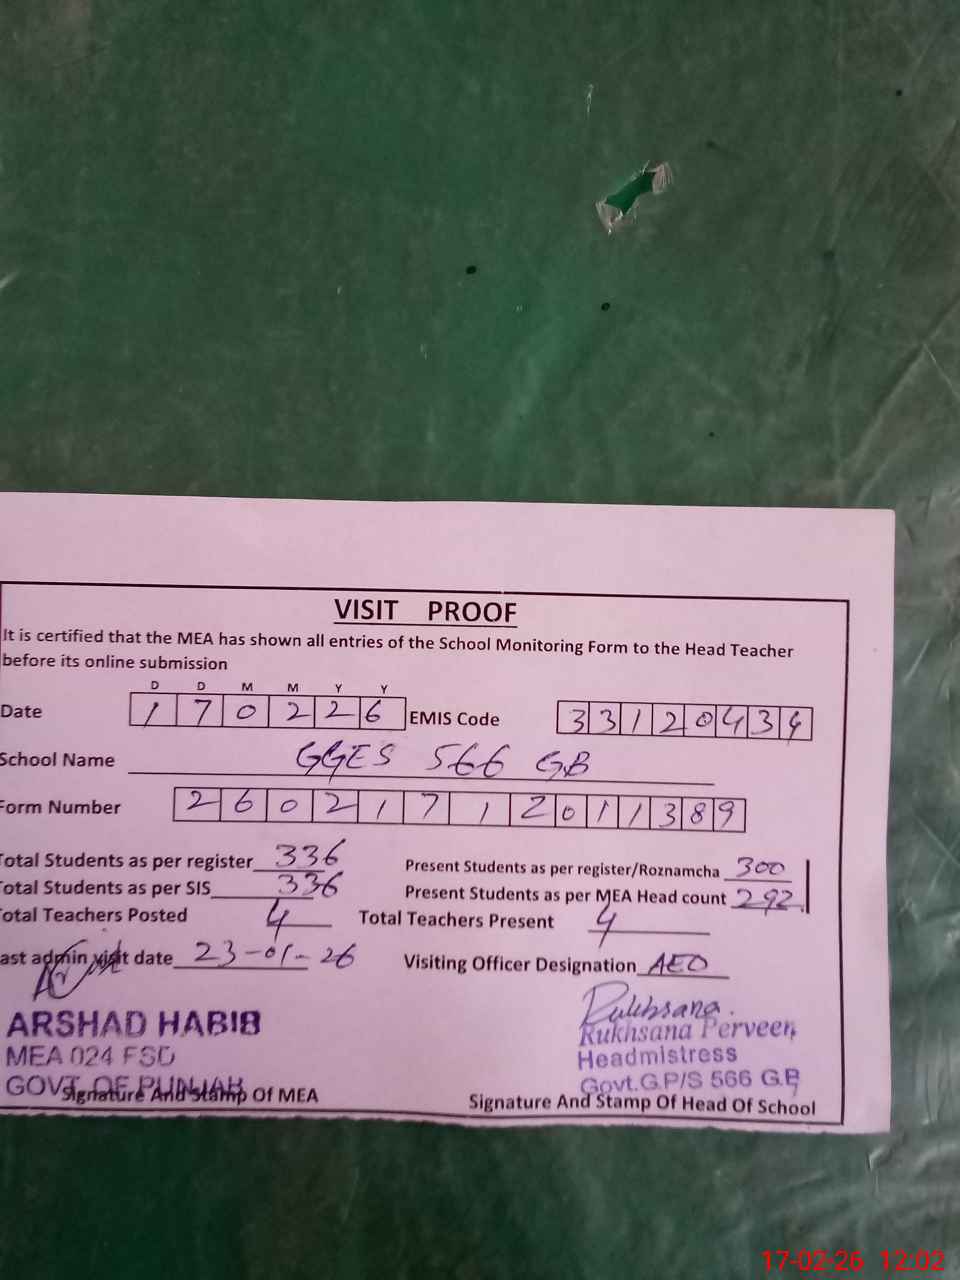 VISIT PROOF
It is certified that the MEA has shown all entries of the School Monitoring Form to the Head Teacher
before its online submission
D D M M Y Y
Date 1 7 0 2 2 6 EMIS Code 3 3 1 2 0 4 3 4
School Name GGES 566 GB
Form Number 2 6 0 2 1 7 1 2 0 1 1 3 8 9
Total Students as per register 336 Present Students as per register/Roznamcha 300
Total Students as per SIS 336 Present Students as per MEA Head count 292
Total Teachers Posted 4 Total Teachers Present 4
ast admin visit date 23-01-26 Visiting Officer Designation AEO
Rukhsana.
ARSHAD HABIB Rukhsana Perveen
MEA 024 FSD Headmistress
GOVT. OF PUNJAB Govt.G.P/S 566 G.B
Signature And Stamp Of MEA Signature And Stamp Of Head Of School
17-02-26 12:02